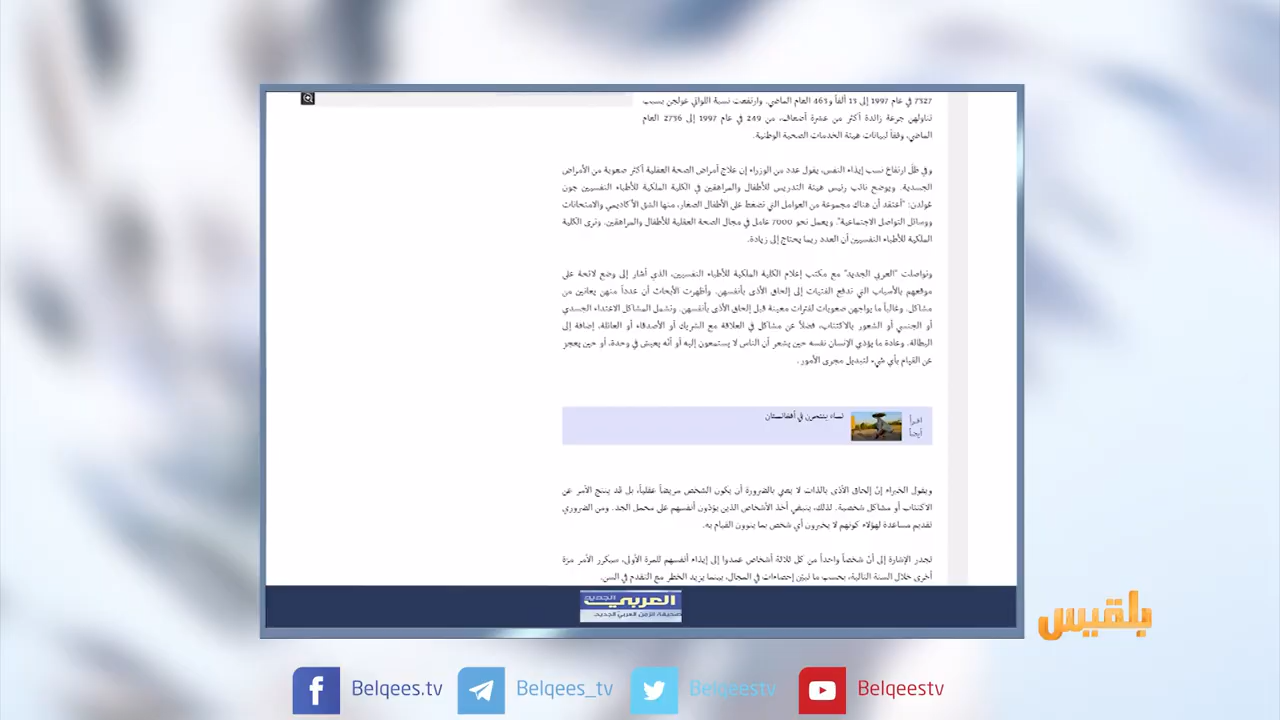 7327 في عام 1997 إلى 13 ألفاً و463 العام الماضي. وارتفعت نسبة اللواتي عولجن بسبب
تناولهن جرعة زائدة أكثر من عشرة أضعاف، من 249 في عام 1997 إلى 2736 العام
الماضي، وفقاً لبيانات هيئة الخدمات الصحية الوطنية.
وفي ظلّ ارتفاع نسب إيذاء النفس، يقول عدد من الوزراء إن علاج أمراض الصحة العقلية أكثر صعوبة من الأمراض
الجسدية. ويوضح نائب رئيس هيئة التدريس للأطفال والمراهقين في الكلية الملكية للأطباء النفسيين جون
غولدن: "أعتقد أن هناك مجموعة من العوامل التي تضغط على الأطفال الصغار، منها الشق الأكاديمي والامتحانات
ووسائل التواصل الاجتماعية". ويعمل نحو 7000 عامل في مجال الصحة العقلية للأطفال والمراهقين. وترى الكلية
الملكية للأطباء النفسيين أن العدد ربما يحتاج إلى زيادة.
وتواصلت "العربي الجديد" مع مكتب إعلام الكلية الملكية للأطباء النفسيين، الذي أشار إلى وضع لائحة على
موقعهم بالأسباب التي تدفع الفتيات إلى إلحاق الأذى بأنفسهن. وأظهرت الأبحاث أن عدداً منهن يعانين من
مشاكل. وغالباً ما يواجهن صعوبات لفترات معينة قبل إلحاق الأذى بأنفسهن. وتشمل المشاكل الاعتداء الجسدي
أو الجنسي أو الشعور بالاكتئاب، فضلاً عن مشاكل في العلاقة مع الشريك أو الأصدقاء أو العائلة، إضافة إلى
البطالة. وعادة ما يؤذي الإنسان نفسه حين يشعر أن الناس لا يستمعون إليه أو أنّه يعيش في وحدة، أو حين يعجز
عن القيام بأي شيء لتبديل مجرى الأمور.
اقرأ
أيضاً
نساء ينتحرن في أفغانستان
ويقول الخبراء إنّ إلحاق الأذى بالذات لا يعني بالضرورة أن يكون الشخص مريضاً عقلياً، بل قد ينتج الأمر عن
الاكتئاب أو مشاكل شخصية. لذلك، ينبغي أخذ الأشخاص الذين يؤذون أنفسهم على محمل الجد. ومن الضروري
تقديم مساعدة لهؤلاء كونهم لا يخبرون أي شخص بما ينوون القيام به.
تجدر الإشارة إلى أنّ شخصاً واحداً من كل ثلاثة أشخاص عمدوا إلى إيذاء أنفسهم للمرة الأولى، سيكرر الأمر مرّة
أخرى خلال السنة التالية، بحسب ما تبيّن إحصاءات في المجال، بينما يزيد الخطر مع التقدم في السن.
العربي الجديد
صحيفة الزمن العربي الجديد
بلقيس
Belqees.tv
Belqees_tv
Belqeestv
Belqeestv